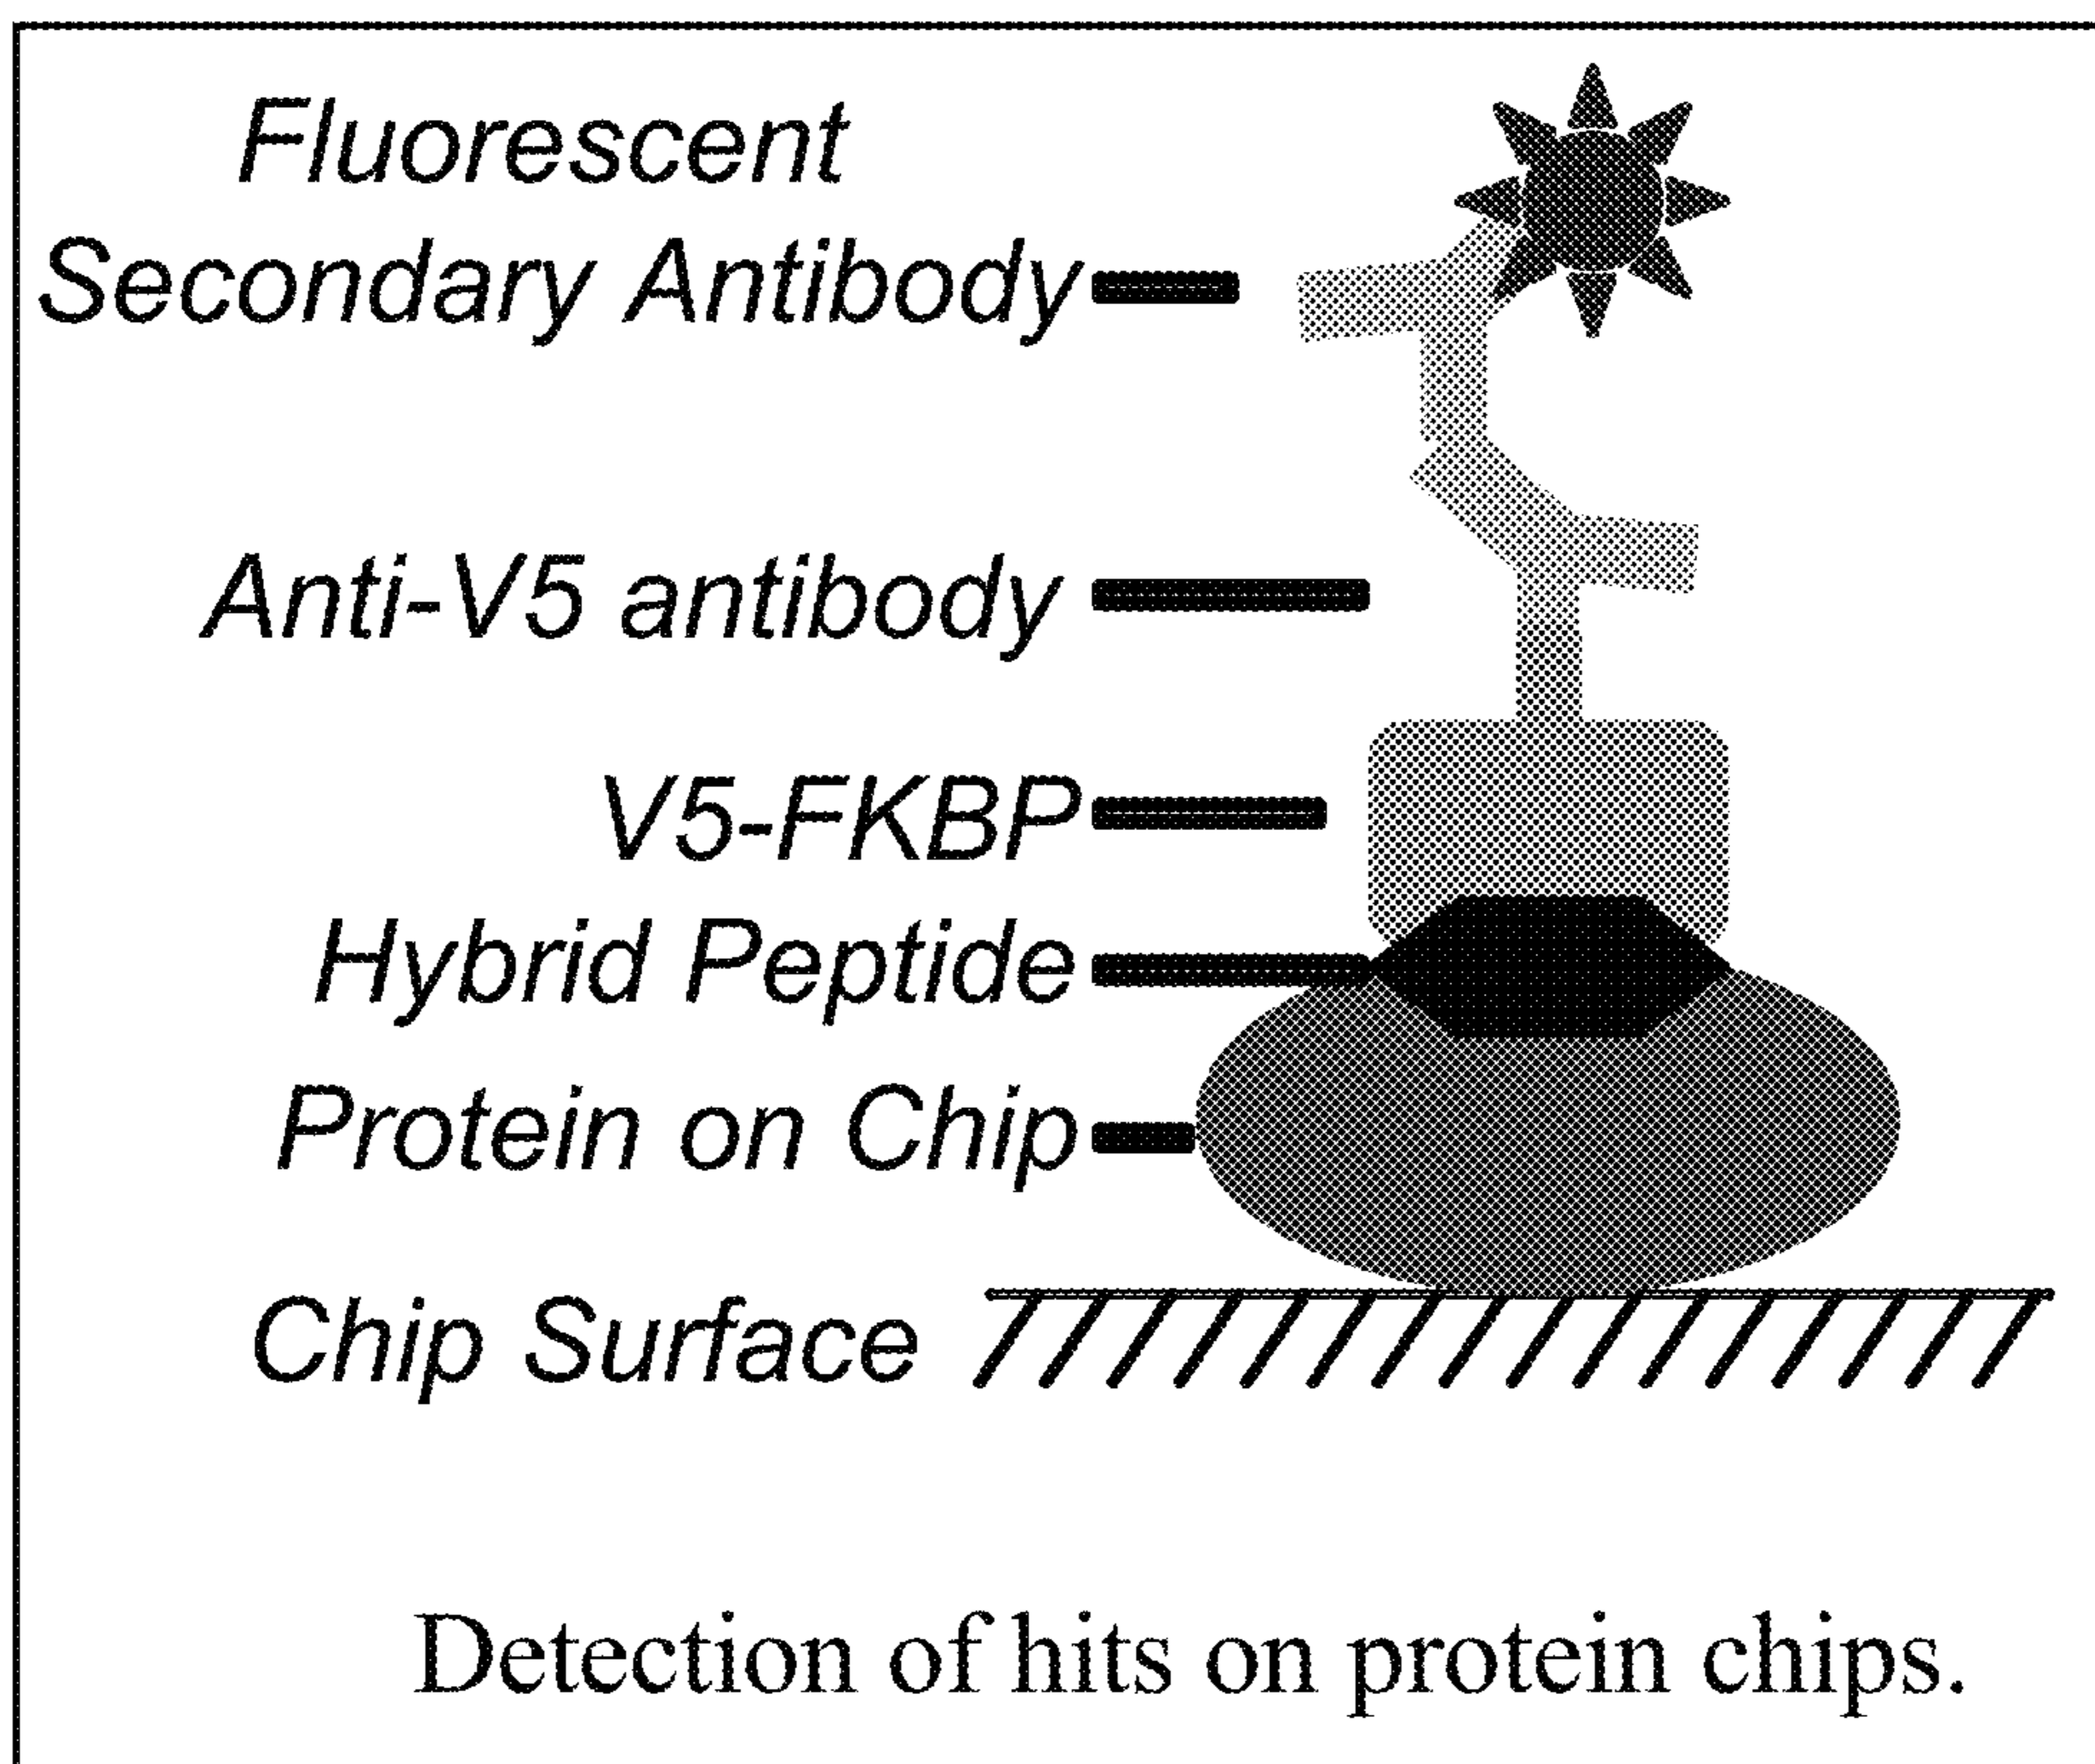 Fluorescent
Secondary Antibody
Anti-V5 antibody
V5-FKBP
Hybrid Peptide
Protein on Chip
Chip Surface
Detection of hits on protein chips.